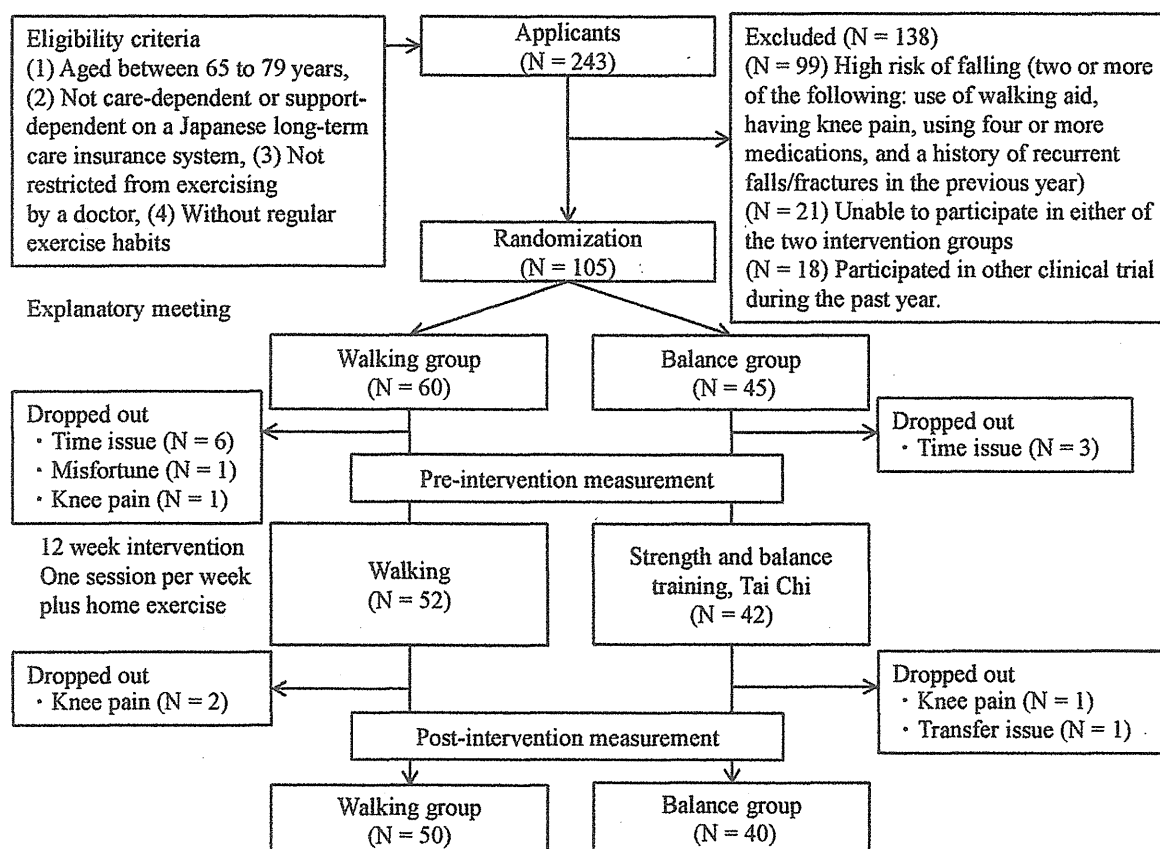 Eligibility criteria
(1) Aged between 65 to 79 years,
(2) Not care-dependent or support-
dependent on a Japanese long-term
care insurance system, (3) Not
restricted from exercising
by a doctor, (4) Without regular
exercise habits
Applicants
(N = 243)
Excluded (N = 138)
(N = 99) High risk of falling (two or more
of the following: use of walking aid,
having knee pain, using four or more
medications, and a history of recurrent
falls/fractures in the previous year)
(N = 21) Unable to participate in either of
the two intervention groups
(N = 18) Participated in other clinical trial
during the past year.
Randomization
(N = 105)
Explanatory meeting
Walking group
(N = 60)
Balance group
(N = 45)
Dropped out
・Time issue (N = 6)
・Misfortune (N = 1)
・Knee pain (N = 1)
Dropped out
・Time issue (N = 3)
Pre-intervention measurement
12 week intervention
One session per week
plus home exercise
Walking
(N = 52)
Strength and balance
training, Tai Chi
(N = 42)
Dropped out
・Knee pain (N = 2)
Dropped out
・Knee pain (N = 1)
・Transfer issue (N = 1)
Post-intervention measurement
Walking group
(N = 50)
Balance group
(N = 40)